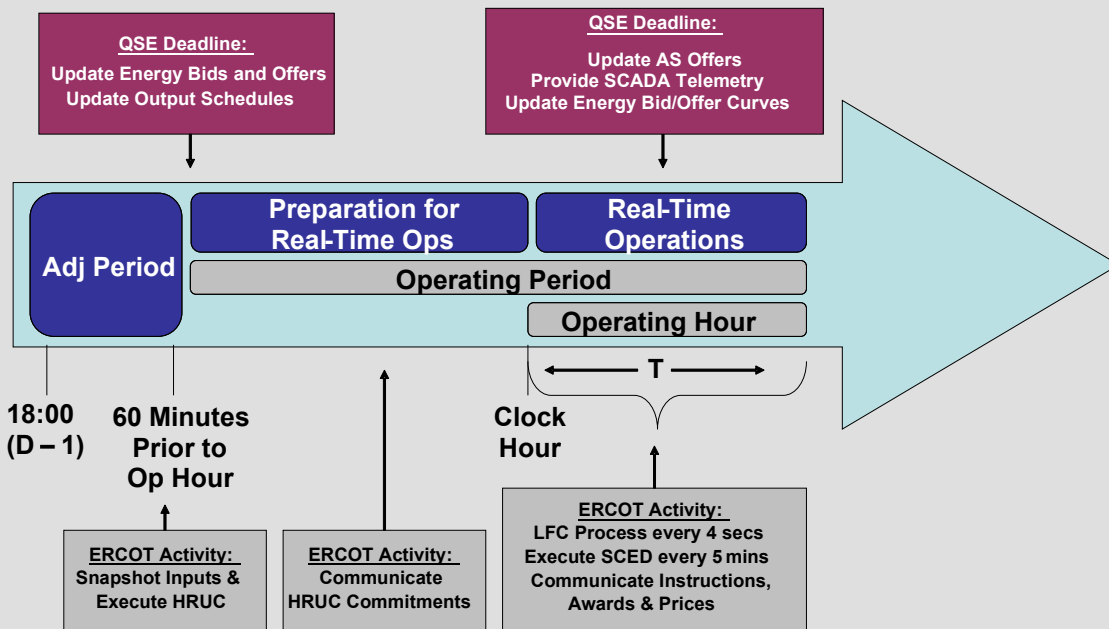 QSE Deadline:
Update Energy Bids and Offers
Update Output Schedules
QSE Deadline:
Update AS Offers
Provide SCADA Telemetry
Update Energy Bid/Offer Curves
Adj Period
Preparation for
Real-Time Ops
Real-Time
Operations
Operating Period
Operating Hour
T
18:00
(D – 1)
60 Minutes
Prior to
Op Hour
Clock
Hour
ERCOT Activity:
Snapshot Inputs &
Execute HRUC
ERCOT Activity:
Communicate
HRUC Commitments
ERCOT Activity:
LFC Process every 4 secs
Execute SCED every 5 mins
Communicate Instructions,
Awards & Prices